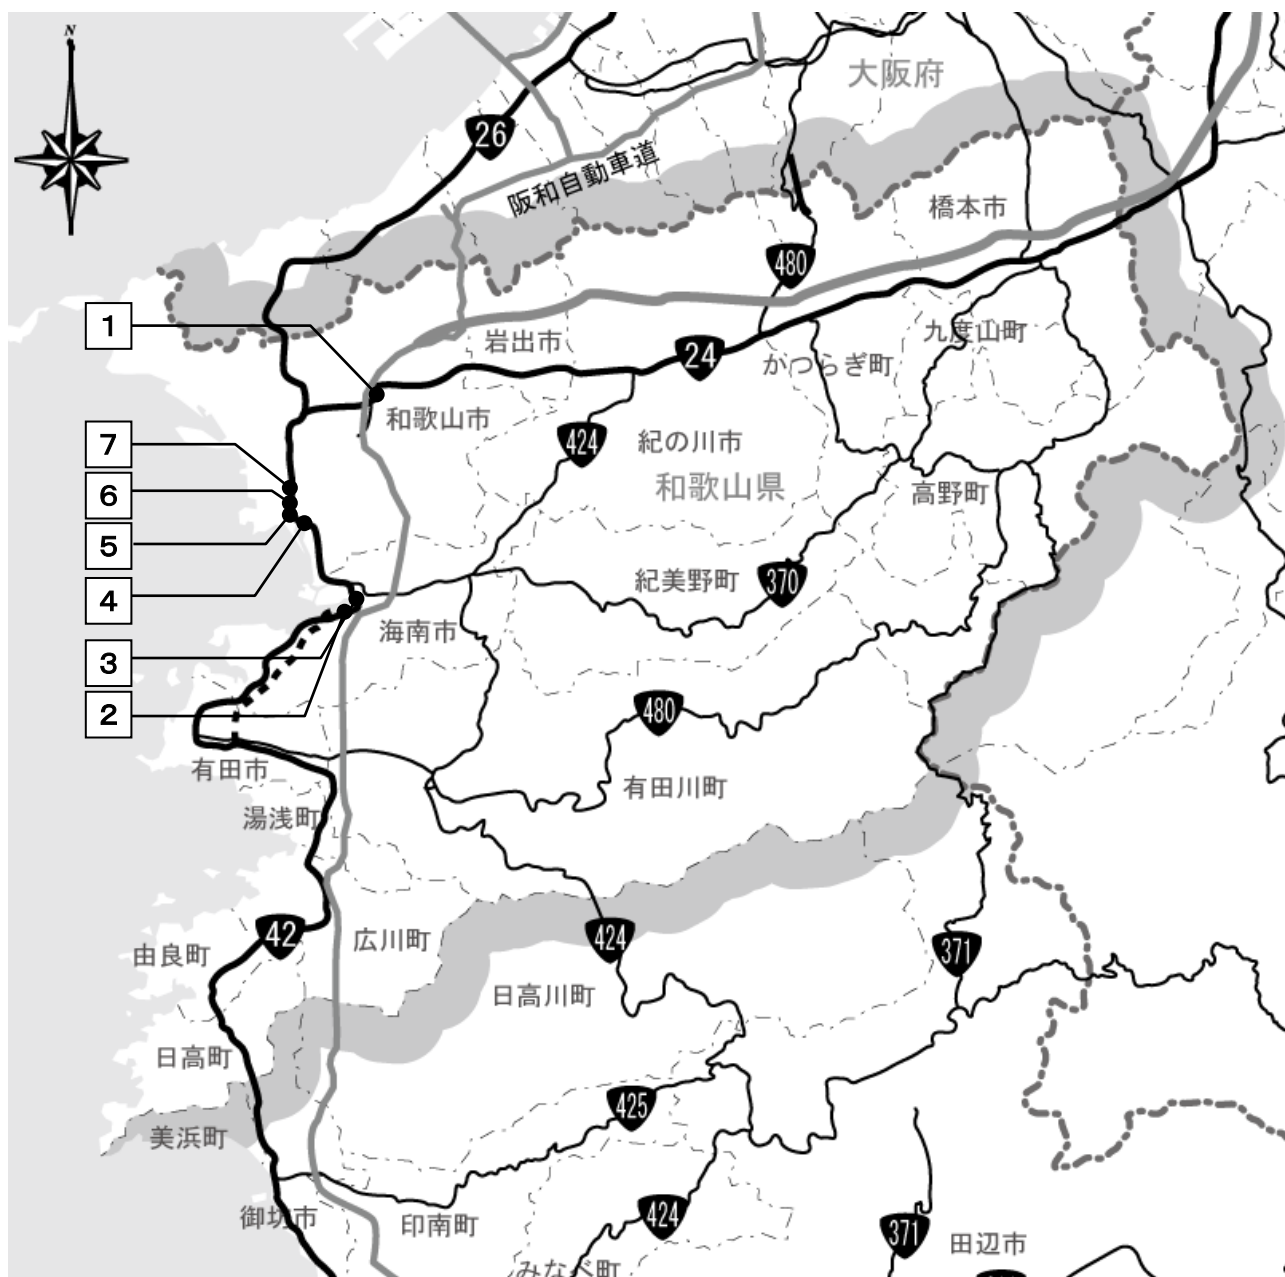 N
大阪府
26
阪和自動車道
橋本市
480
1
岩出市
24
九度山町
かつらぎ町
和歌山市
7
424
紀の川市
6
和歌山県
高野町
5
4
紀美野町
370
海南市
3
2
480
有田市
有田川町
湯浅町
42
広川町
424
371
由良町
日高川町
日高町
425
美浜町
御坊市
印南町
424
371
田辺市
みなべ町